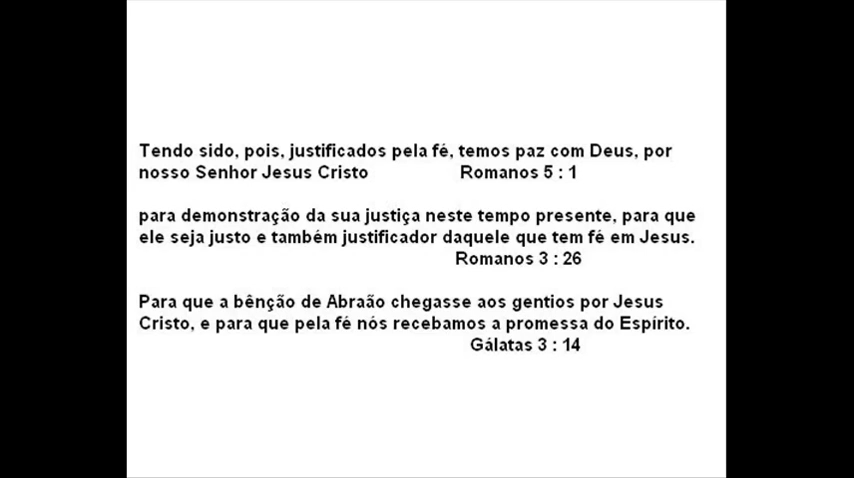 Tendo sido, pois, justificados pela fé, temos paz com Deus, por
nosso Senhor Jesus Cristo Romanos 5 : 1
para demonstração da sua justiça neste tempo presente, para que
ele seja justo e também justificador daquele que tem fé em Jesus.
Romanos 3 : 26
Para que a bênção de Abraão chegasse aos gentios por Jesus
Cristo, e para que pela fé nós recebamos a promessa do Espírito.
Gálatas 3 : 14